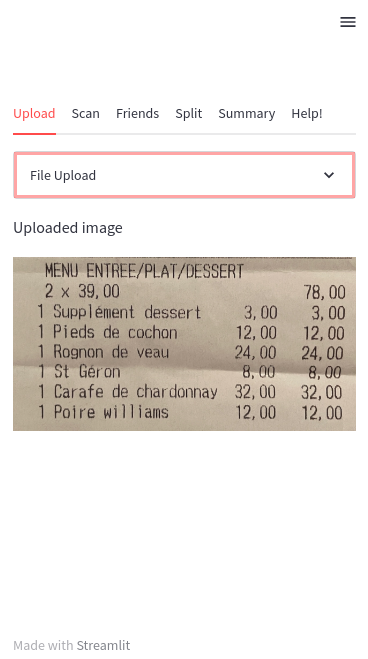 Upload Scan Friends Split Summary Help!
File Upload
Uploaded image
MENU ENTREE/PLAT/DESSERT
2 x 39,00 78,00
1 Supplément dessert 3,00 3,00
1 Pieds de cochon 12,00 12,00
1 Rognon de veau 24,00 24,00
1 St Géron 8,00 8,00
1 Carafe de chardonnay 32,00 32,00
1 Poire williams 12,00 12,00
Made with Streamlit